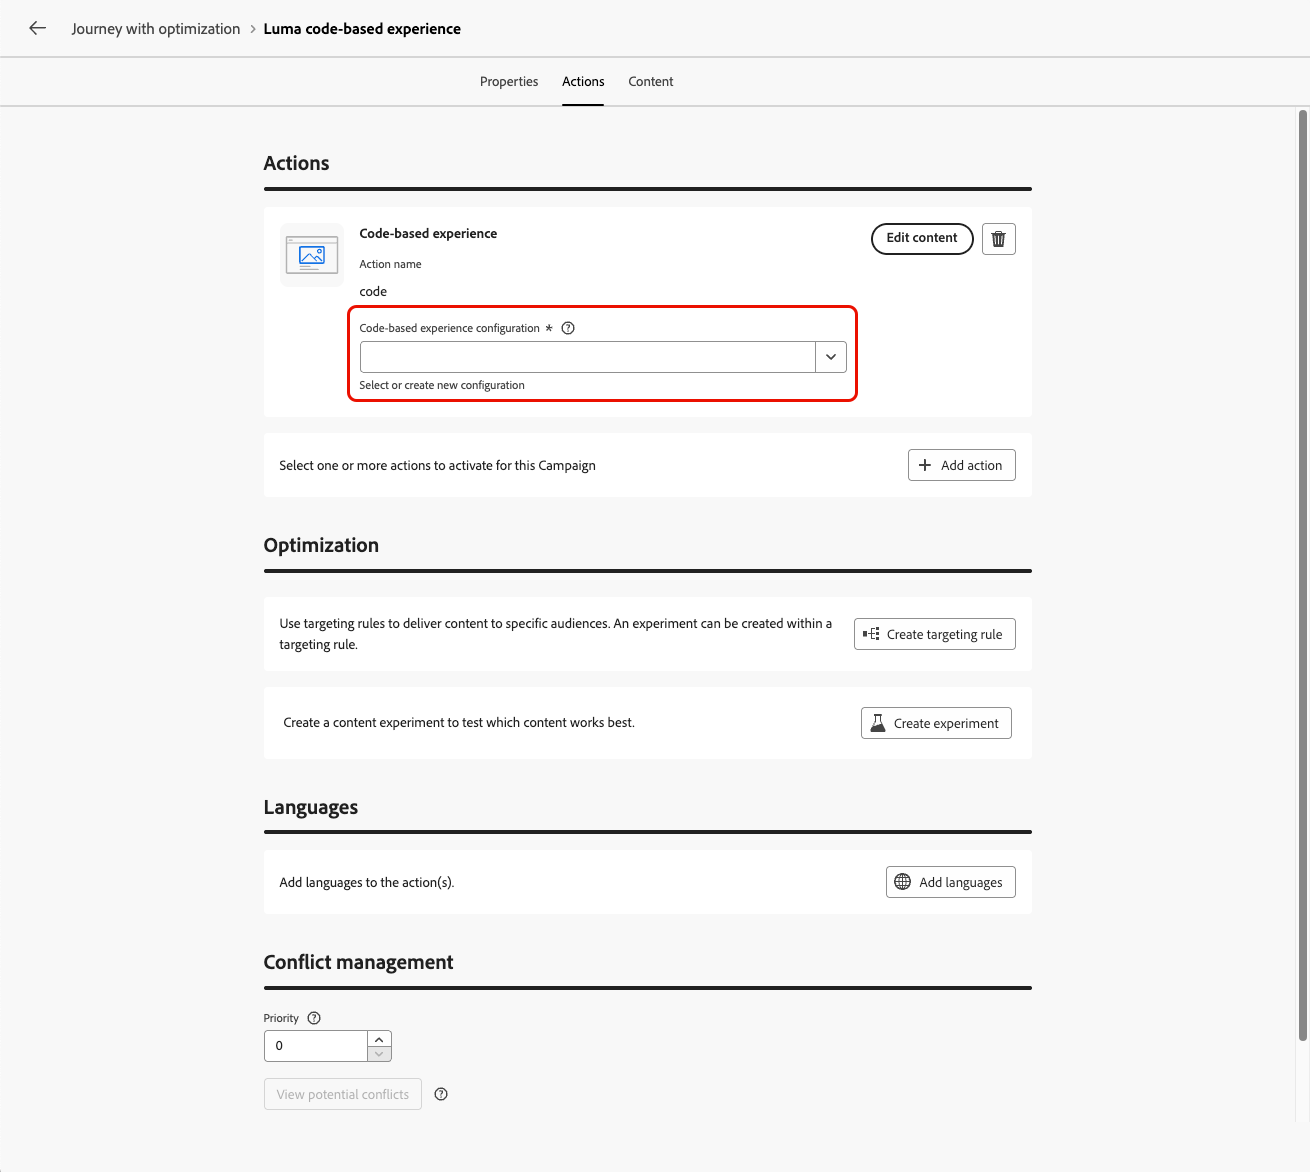 Journey with optimization > Luma code-based experience
Properties Actions Content
Actions
Code-based experience
Edit content
Action name
code
Code-based experience configuration *
Select or create new configuration
Select one or more actions to activate for this Campaign
Add action
Optimization
Use targeting rules to deliver content to specific audiences. An experiment can be created within a
targeting rule.
Create targeting rule
Create a content experiment to test which content works best.
Create experiment
Languages
Add languages to the action(s).
Add languages
Conflict management
Priority
0
View potential conflicts